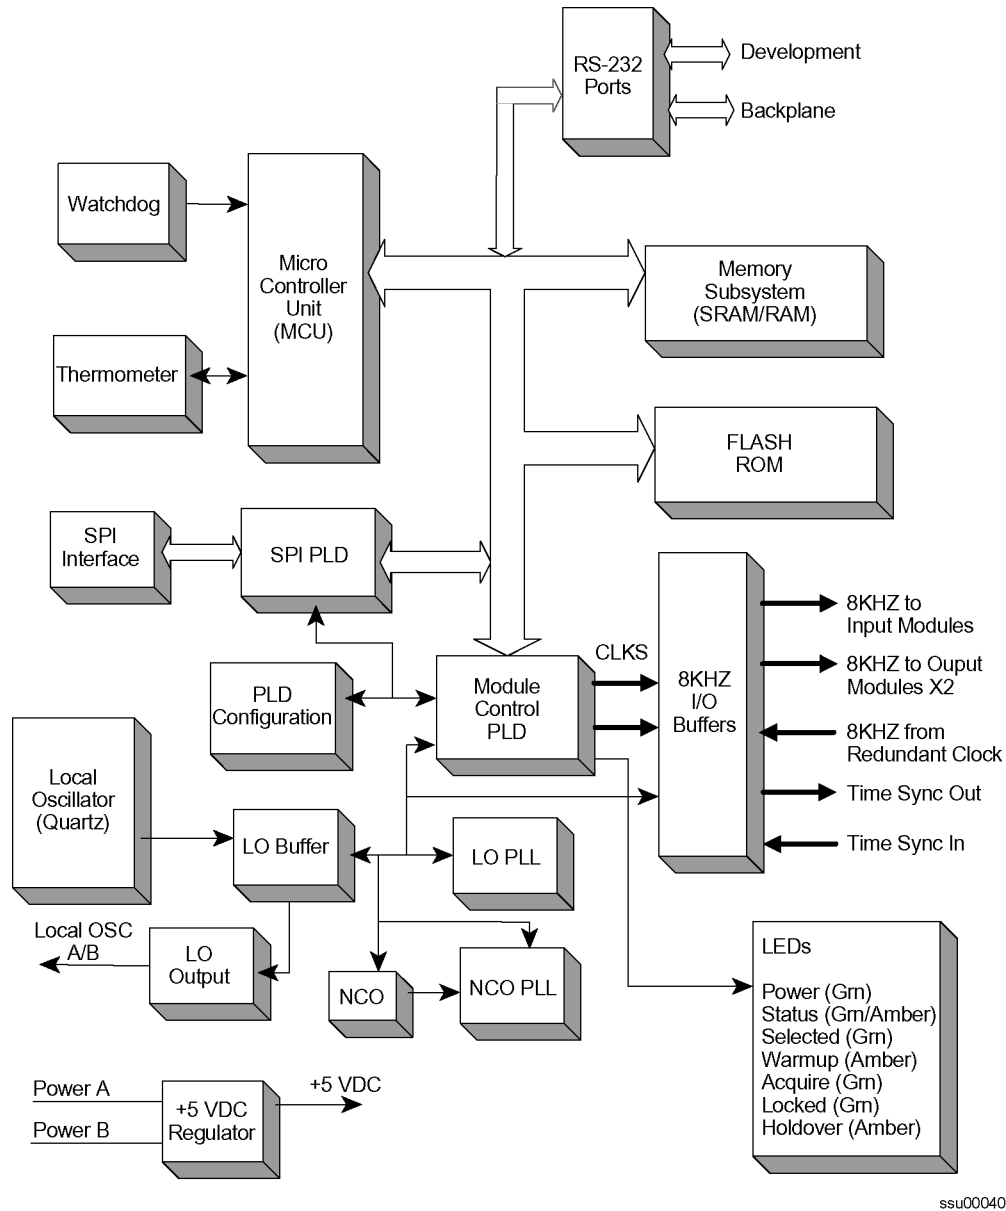 RS-232
Ports
Development
Backplane
Watchdog
Micro
Controller
Unit
(MCU)
Memory
Subsystem
(SRAM/RAM)
Thermometer
FLASH
ROM
SPI
Interface
SPI PLD
PLD
Configuration
Module
Control
PLD
CLKS
8KHZ
I/O
Buffers
8KHZ to
Input Modules
8KHZ to Ouput
Modules X2
8KHZ from
Redundant Clock
Time Sync Out
Time Sync In
Local
Oscillator
(Quartz)
LO Buffer
LO PLL
Local OSC
A/B
LO
Output
NCO
NCO PLL
LEDs
Power (Grn)
Status (Grn/Amber)
Selected (Grn)
Warmup (Amber)
Acquire (Grn)
Locked (Grn)
Holdover (Amber)
Power A
Power B
+5 VDC
Regulator
+5 VDC
ssu00040